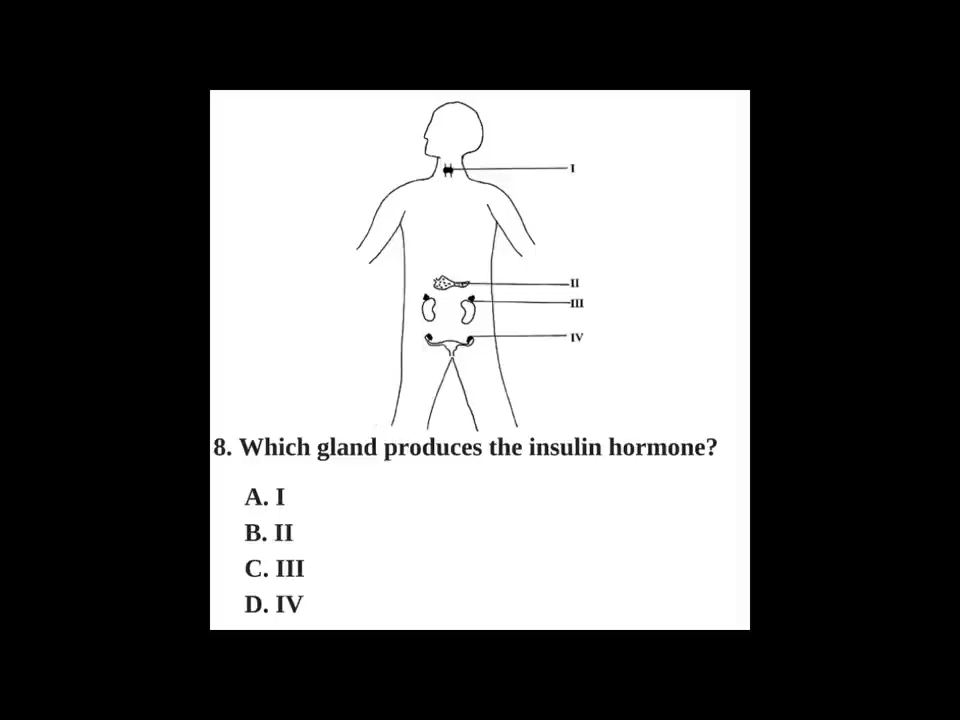 I
II
III
IV
8. Which gland produces the insulin hormone?
A. I
B. II
C. III
D. IV